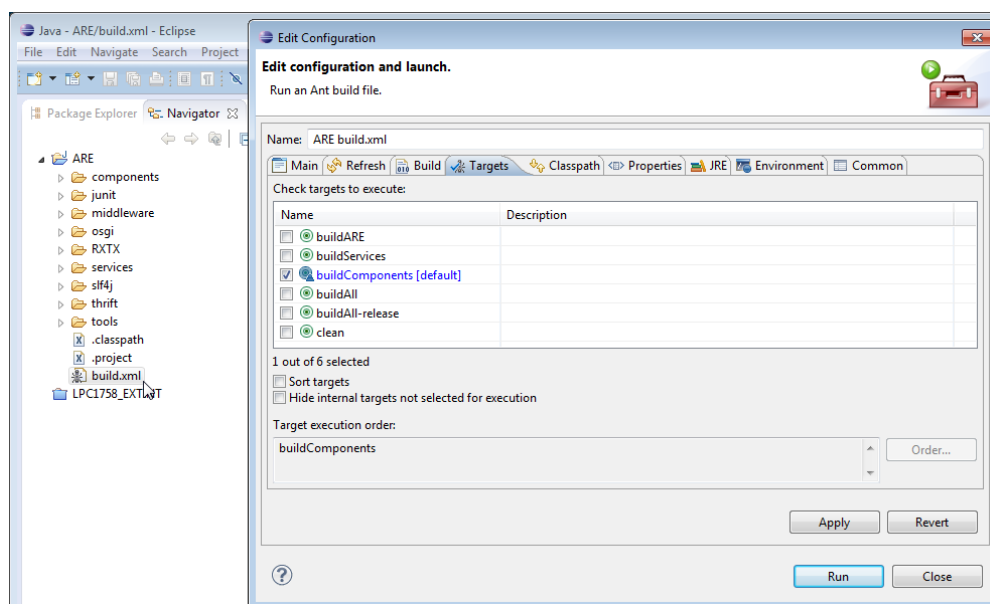 Java - ARE/build.xml - Eclipse
File Edit Navigate Search Project
Package Explorer Navigator
ARE
components
junit
middleware
osgi
RXTX
services
slf4j
thrift
tools
.classpath
.project
build.xml
Edit Configuration
Edit configuration and launch.
Run an Ant build file.
Name: ARE build.xml
Main Refresh Build Targets Classpath Properties JRE Environment Common
Check targets to execute:
Name Description
buildARE
buildServices
buildComponents [default]
buildAll
buildAll-release
clean
1 out of 6 selected
Sort targets
Hide internal targets not selected for execution
Target execution order:
buildComponents
Order...
Apply Revert
Run Close